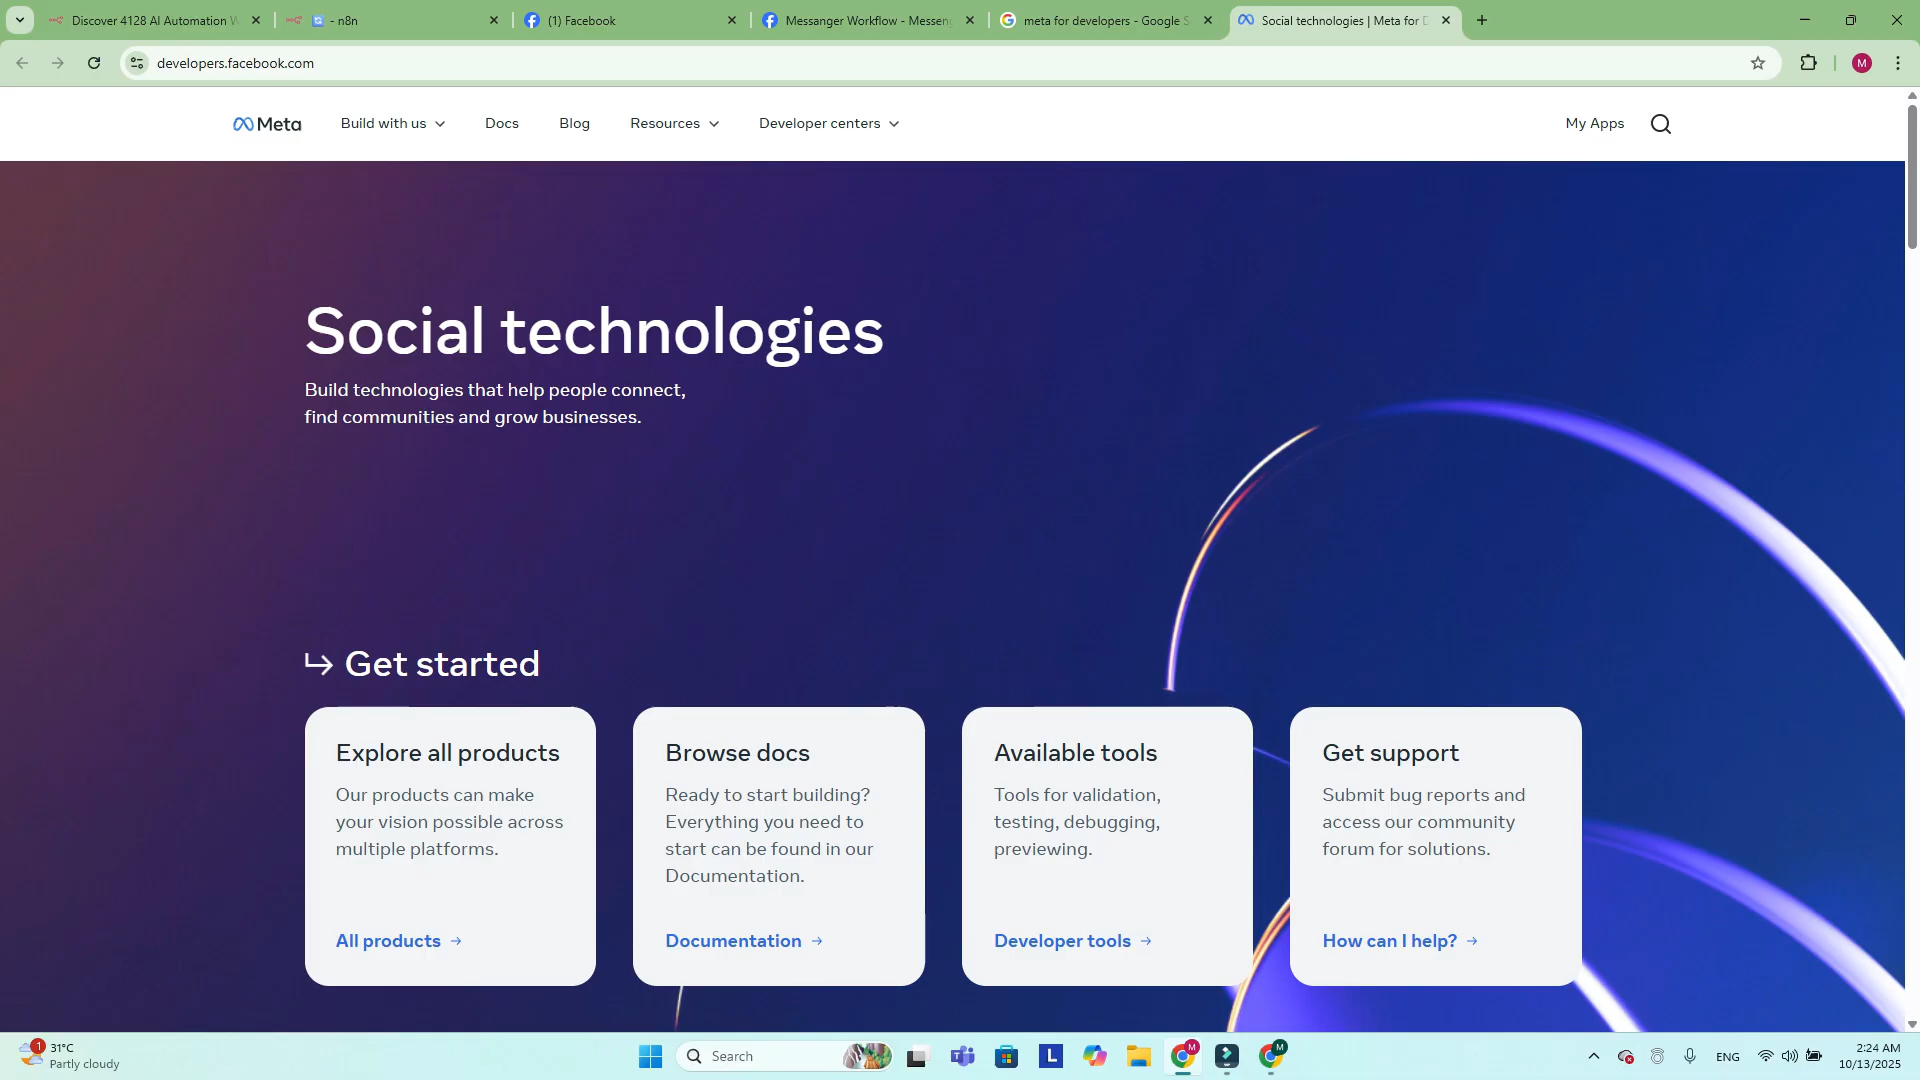 Discover 4128 AI Automation W
- n8n
(1) Facebook
Messanger Workflow - Messeng
meta for developers - Google S
Social technologies | Meta for D
developers.facebook.com
M
Meta
Build with us
Docs
Blog
Resources
Developer centers
My Apps
Social technologies
Build technologies that help people connect,
find communities and grow businesses.
Get started
Explore all products
Our products can make
your vision possible across
multiple platforms.
All products
Browse docs
Ready to start building?
Everything you need to
start can be found in our
Documentation.
Documentation
Available tools
Tools for validation,
testing, debugging,
previewing.
Developer tools
Get support
Submit bug reports and
access our community
forum for solutions.
How can I help?
1
31°C
Partly cloudy
Search
L
M
M
ENG
2:24 AM
10/13/2025